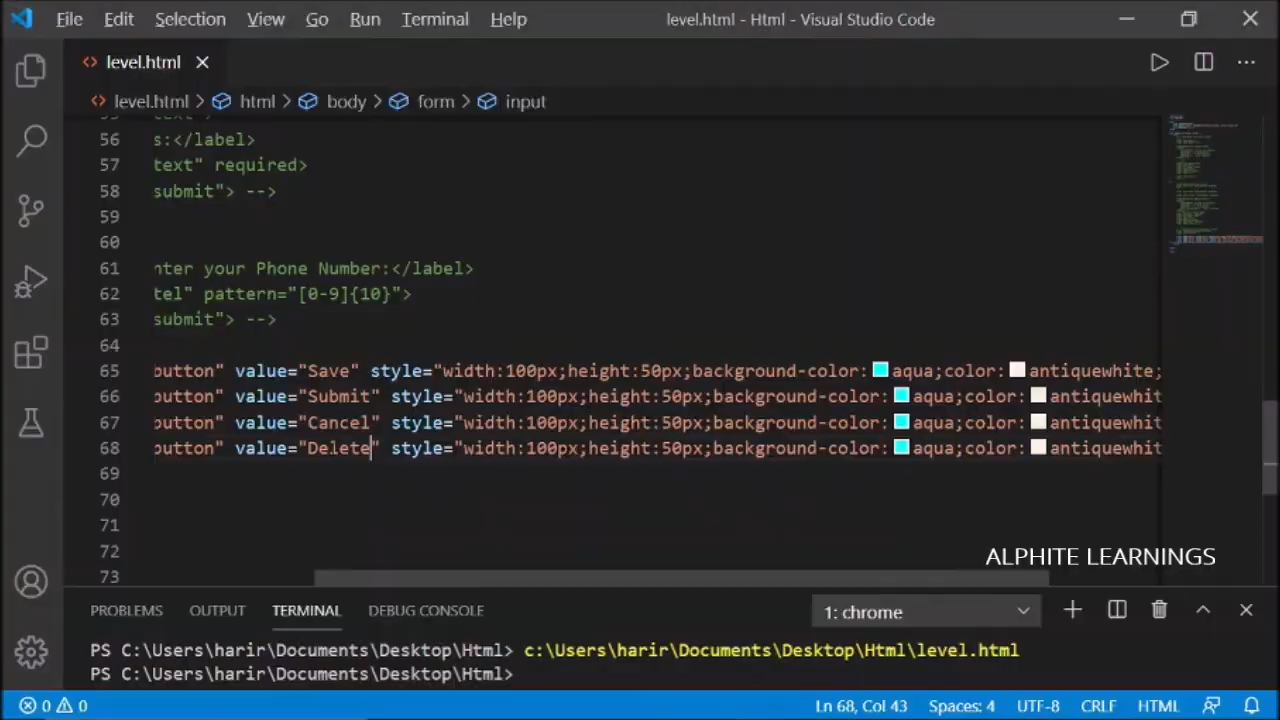 File Edit Selection View Go Run Terminal Help level.html - Html - Visual Studio Code
level.html
level.html > html > body > form > input
55 text">
56 s:</label>
57 text" required>
58 submit"> -->
59
60
61 nter your Phone Number:</label>
62 tel" pattern="[0-9]{10}">
63 submit"> -->
64
65 button" value="Save" style="width:100px;height:50px;background-color:aqua;color:antiquewhite;
66 button" value="Submit" style="width:100px;height:50px;background-color:aqua;color:antiquewhit
67 button" value="Cancel" style="width:100px;height:50px;background-color:aqua;color:antiquewhit
68 button" value="Delete" style="width:100px;height:50px;background-color:aqua;color:antiquewhit
69
70
71
72
ALPHITE LEARNINGS
73
PROBLEMS OUTPUT TERMINAL DEBUG CONSOLE 1: chrome
PS C:\Users\harir\Documents\Desktop\Html> c:\Users\harir\Documents\Desktop\Html\level.html
PS C:\Users\harir\Documents\Desktop\Html>
0 0 Ln 68, Col 43 Spaces: 4 UTF-8 CRLF HTML